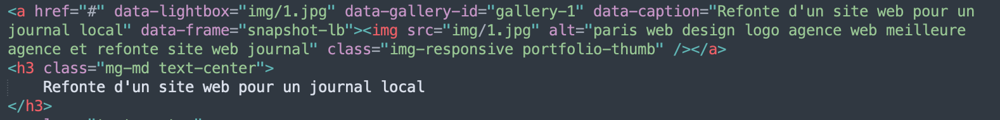 <a href="#" data-lightbox="img/1.jpg" data-gallery-id="gallery-1" data-caption="Refonte d'un site web pour un
journal local" data-frame="snapshot-lb"><img src="img/1.jpg" alt="paris web design logo agence web meilleure
agence et refonte site web journal" class="img-responsive portfolio-thumb" /></a>
<h3 class="mg-md text-center">
Refonte d'un site web pour un journal local
</h3>